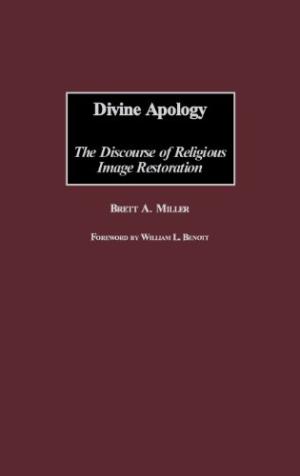 Divine Apology
The Discourse of Religious
Image Restoration
BRETT A. MILLER
FOREWORD BY WILLIAM L. BENOIT